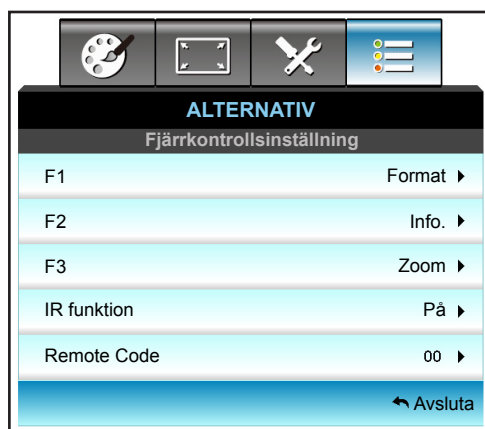 ALTERNATIV
Fjärrkontrollsinställning
F1 Format
F2 Info.
F3 Zoom
IR funktion På
Remote Code 00
Avsluta